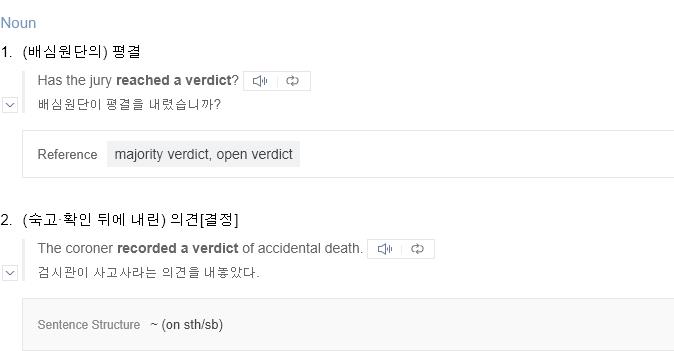 Noun
1. (배심원단의) 평결
Has the jury reached a verdict?
배심원단이 평결을 내렸습니까?
Reference majority verdict, open verdict
2. (숙고·확인 뒤에 내린) 의견[결정]
The coroner recorded a verdict of accidental death.
검시관이 사고사라는 의견을 내놓았다.
Sentence Structure ~ (on sth/sb)